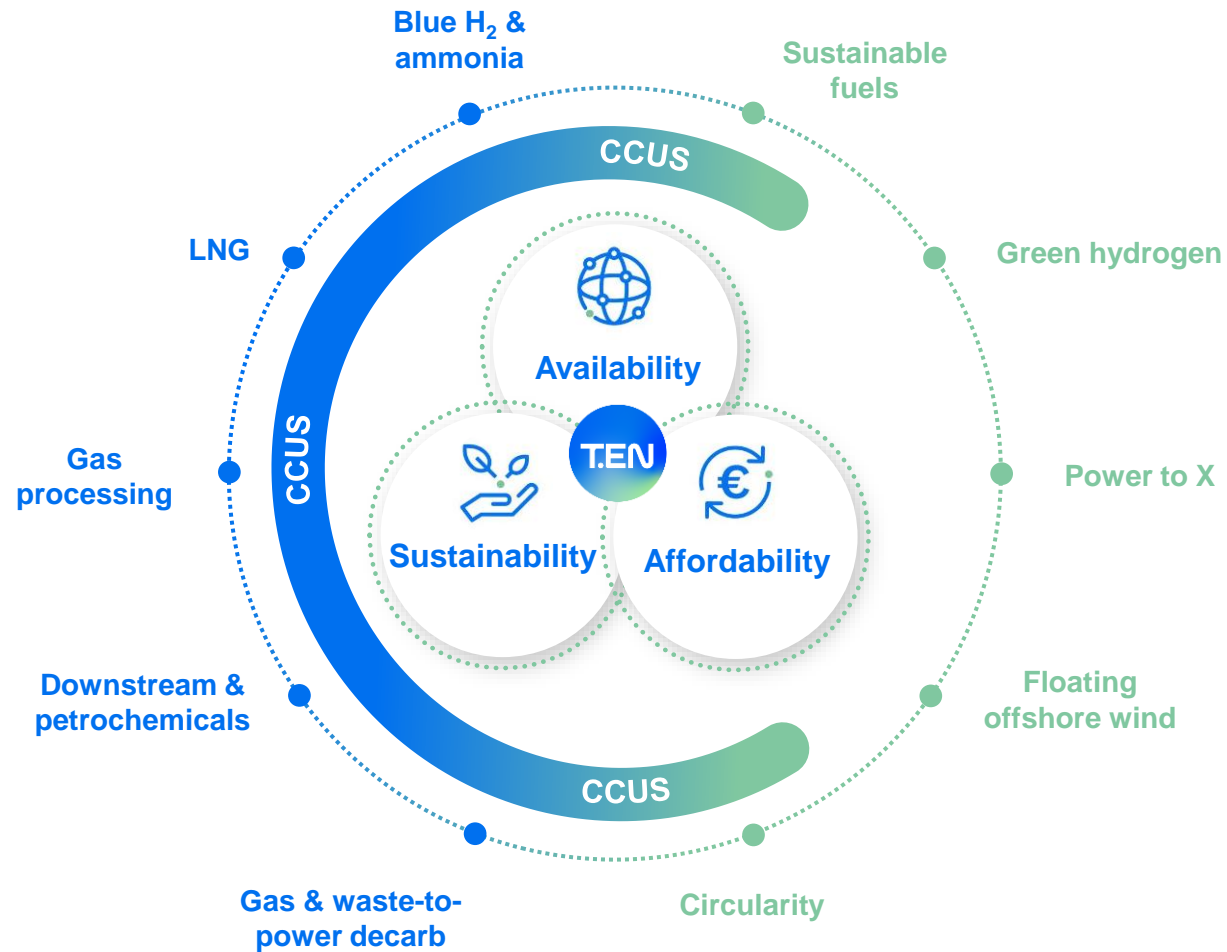 Blue H₂ &
ammonia
Sustainable
fuels
CCUS
LNG
Green hydrogen
Availability
T.EN
CCUS
Gas
processing
€
Power to X
Sustainability
Affordability
Downstream &
petrochemicals
Floating
offshore wind
CCUS
Gas & waste-to-
power decarb
Circularity